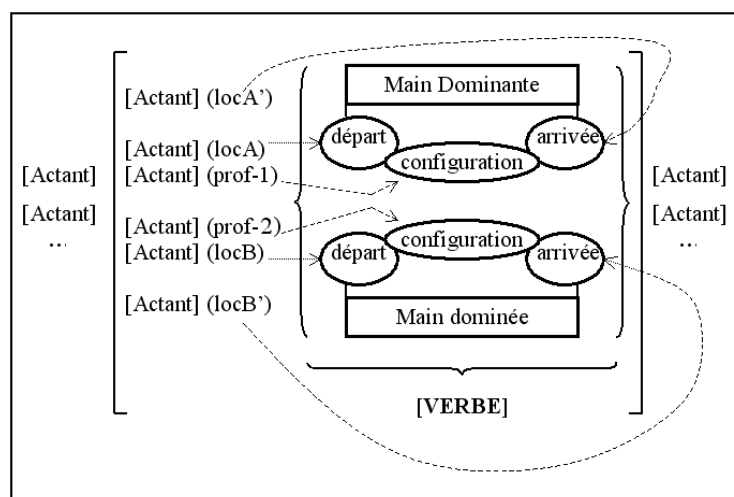 [Actant] (locA’)
Main Dominante
départ
arrivée
[Actant] (locA)
configuration
[Actant] (prof-1)
[Actant]
[Actant]
[Actant]
[Actant]
[Actant] (prof-2)
configuration
...
...
[Actant] (locB)
départ
arrivée
[Actant] (locB’)
Main dominée
[VERBE]